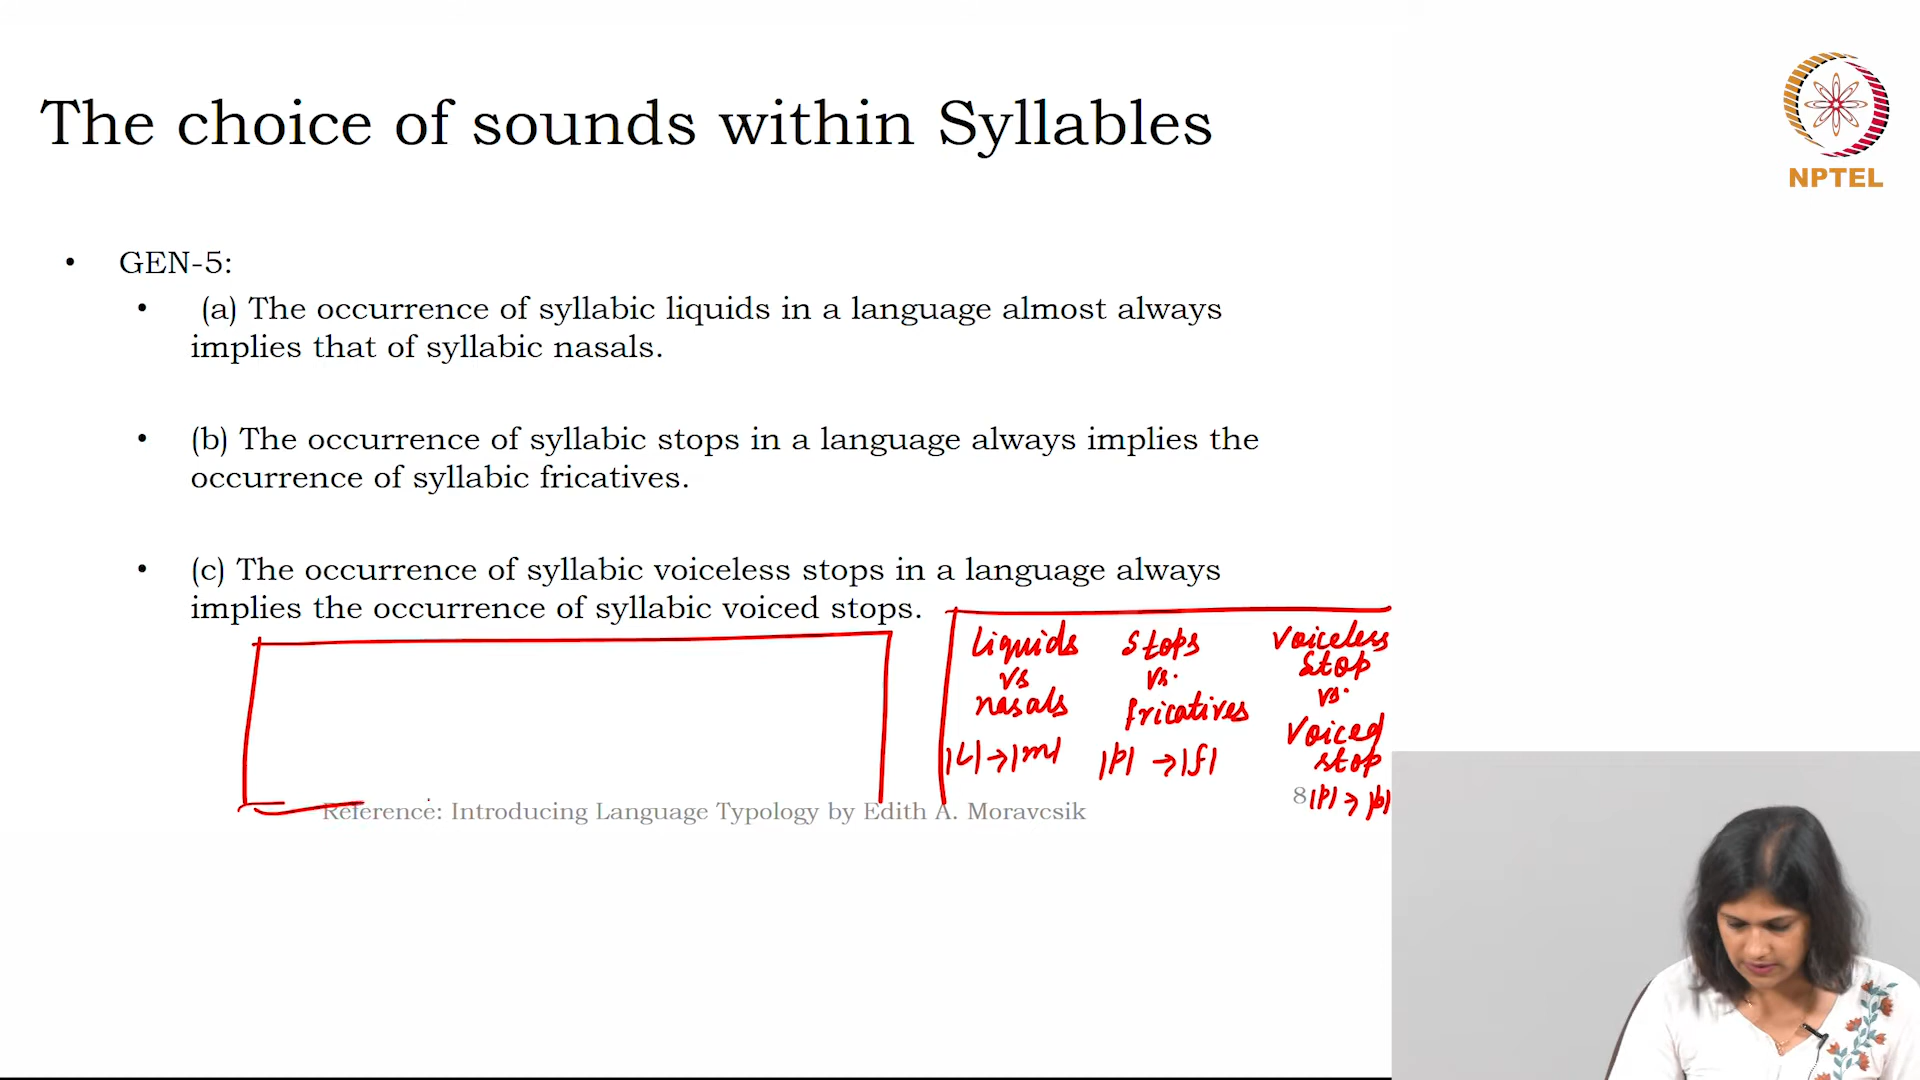 The choice of sounds within Syllables
NPTEL
• GEN-5:
• (a) The occurrence of syllabic liquids in a language almost always
implies that of syllabic nasals.
• (b) The occurrence of syllabic stops in a language always implies the
occurrence of syllabic fricatives.
• (c) The occurrence of syllabic voiceless stops in a language always
implies the occurrence of syllabic voiced stops.
Liquids
vs
nasals
|L|→|m|
Stops
vs.
fricatives
|p| →|f|
Voiceless
Stop
vs.
Voiced
stop
|p|→|b|
Reference: Introducing Language Typology by Edith A. Moravcsik
8